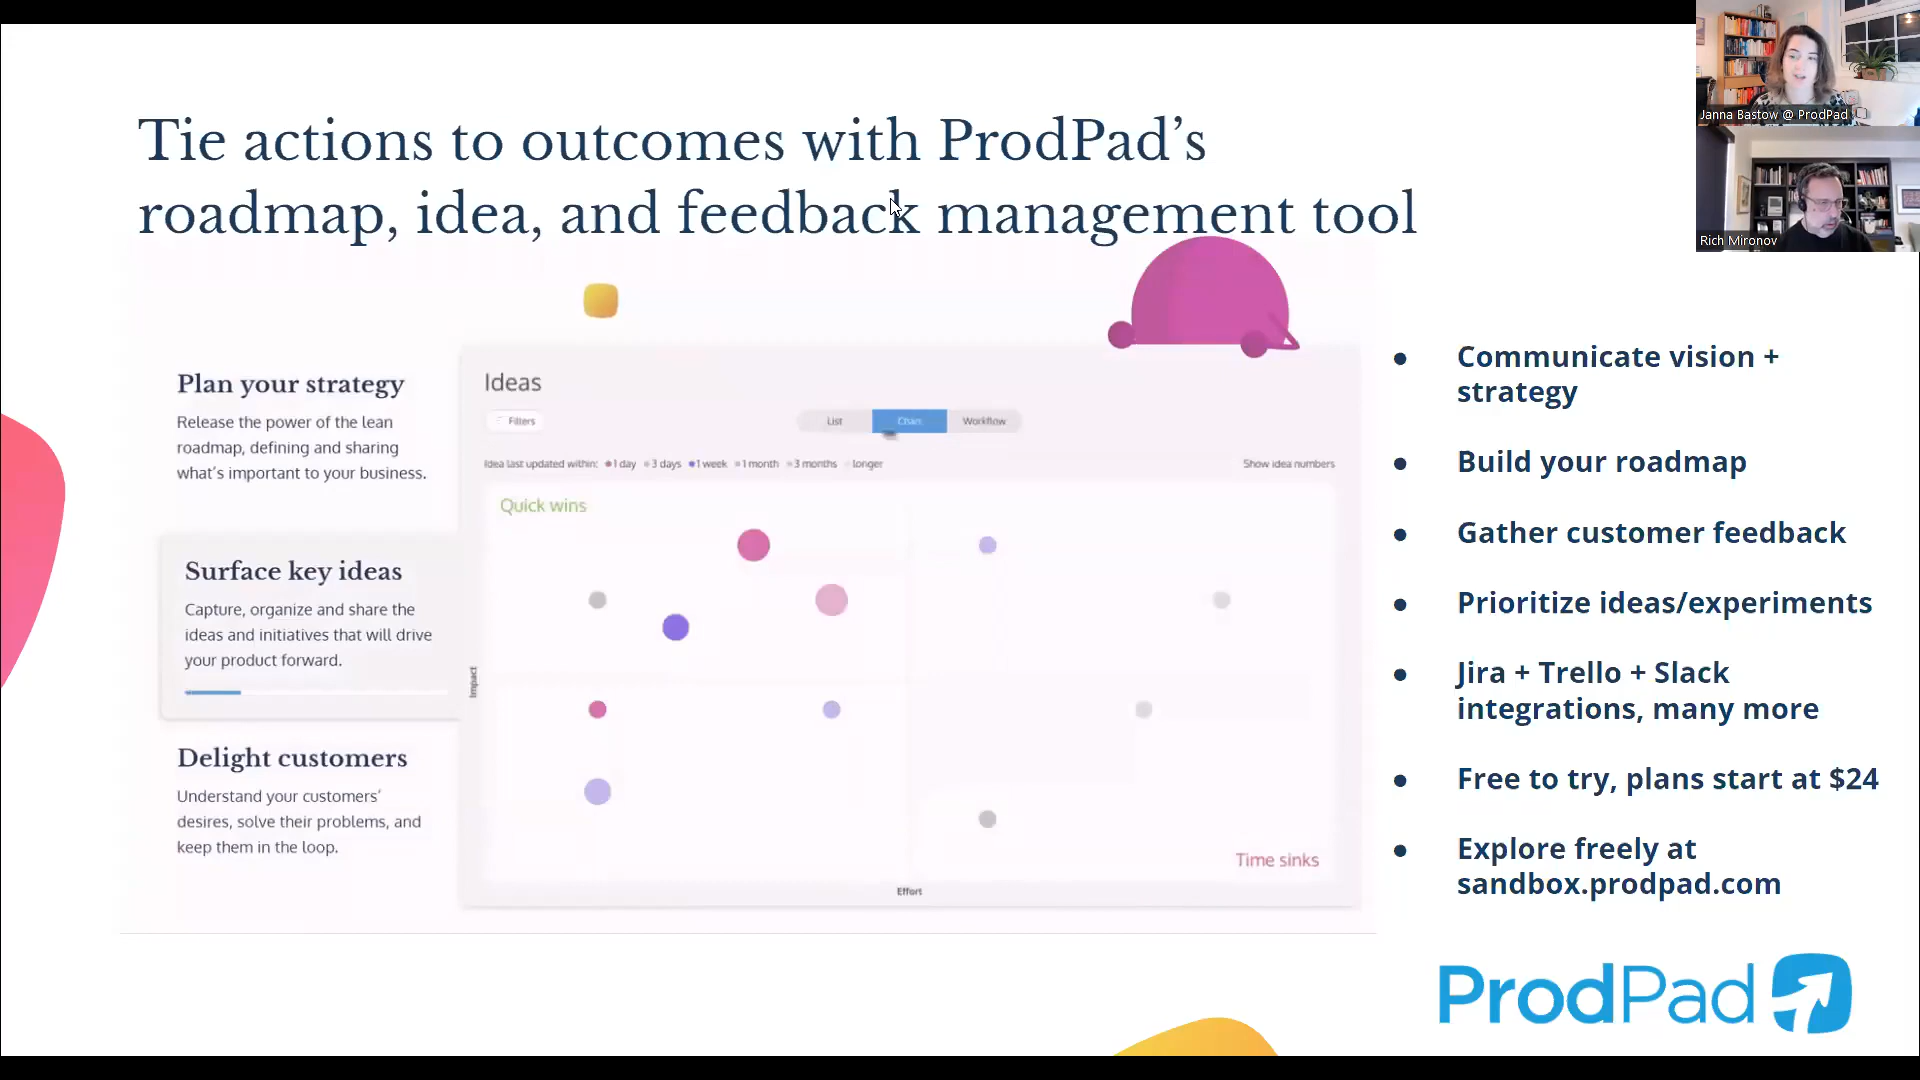 Tie actions to outcomes with ProdPad’s
roadmap, idea, and feedback management tool
Janna Bastow @ ProdPad
Rich Mironov
Plan your strategy
Release the power of the lean
roadmap, defining and sharing
what’s important to your business.
Surface key ideas
Capture, organize and share the
ideas and initiatives that will drive
your product forward.
Delight customers
Understand your customers’
desires, solve their problems, and
keep them in the loop.
Ideas
Filters
List
Chart
Workflow
Idea last updated within: 1 day 3 days 1 week 1 month 3 months longer
Show idea numbers
Quick wins
Impact
Time sinks
Effort
● Communicate vision +
strategy
● Build your roadmap
● Gather customer feedback
● Prioritize ideas/experiments
● Jira + Trello + Slack
integrations, many more
● Free to try, plans start at $24
● Explore freely at
sandbox.prodpad.com
ProdPad